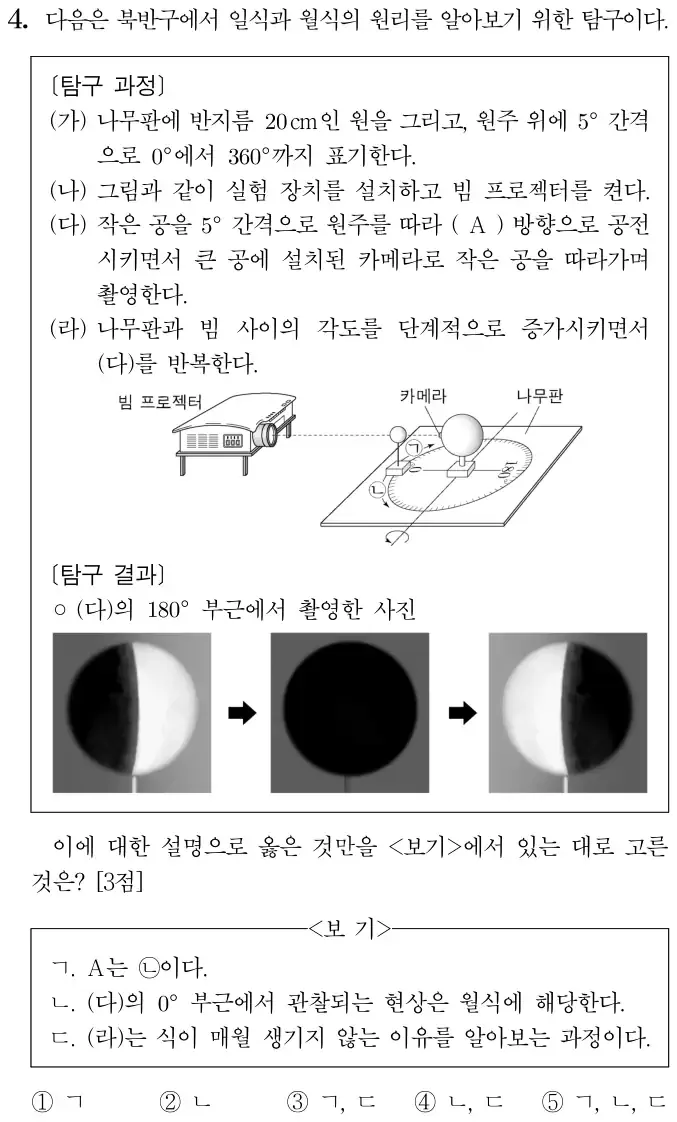 4. 다음은 북반구에서 일식과 월식의 원리를 알아보기 위한 탐구이다.
〔탐구 과정〕
(가) 나무판에 반지름 20cm인 원을 그리고, 원주 위에 5° 간격
으로 0°에서 360°까지 표기한다.
(나) 그림과 같이 실험 장치를 설치하고 빔 프로젝터를 켠다.
(다) 작은 공을 5° 간격으로 원주를 따라 ( A ) 방향으로 공전
시키면서 큰 공에 설치된 카메라로 작은 공을 따라가며
촬영한다.
(라) 나무판과 빔 사이의 각도를 단계적으로 증가시키면서
(다)를 반복한다.
빔 프로젝터
카메라
나무판
㉠
㉡
0
180°
〔탐구 결과〕
○ (다)의 180° 부근에서 촬영한 사진
이에 대한 설명으로 옳은 것만을 <보기>에서 있는 대로 고른
것은? [3점]
<보 기>
ㄱ. A는 ㉡이다.
ㄴ. (다)의 0° 부근에서 관찰되는 현상은 월식에 해당한다.
ㄷ. (라)는 식이 매월 생기지 않는 이유를 알아보는 과정이다.
① ㄱ ② ㄴ ③ ㄱ, ㄷ ④ ㄴ, ㄷ ⑤ ㄱ, ㄴ, ㄷ